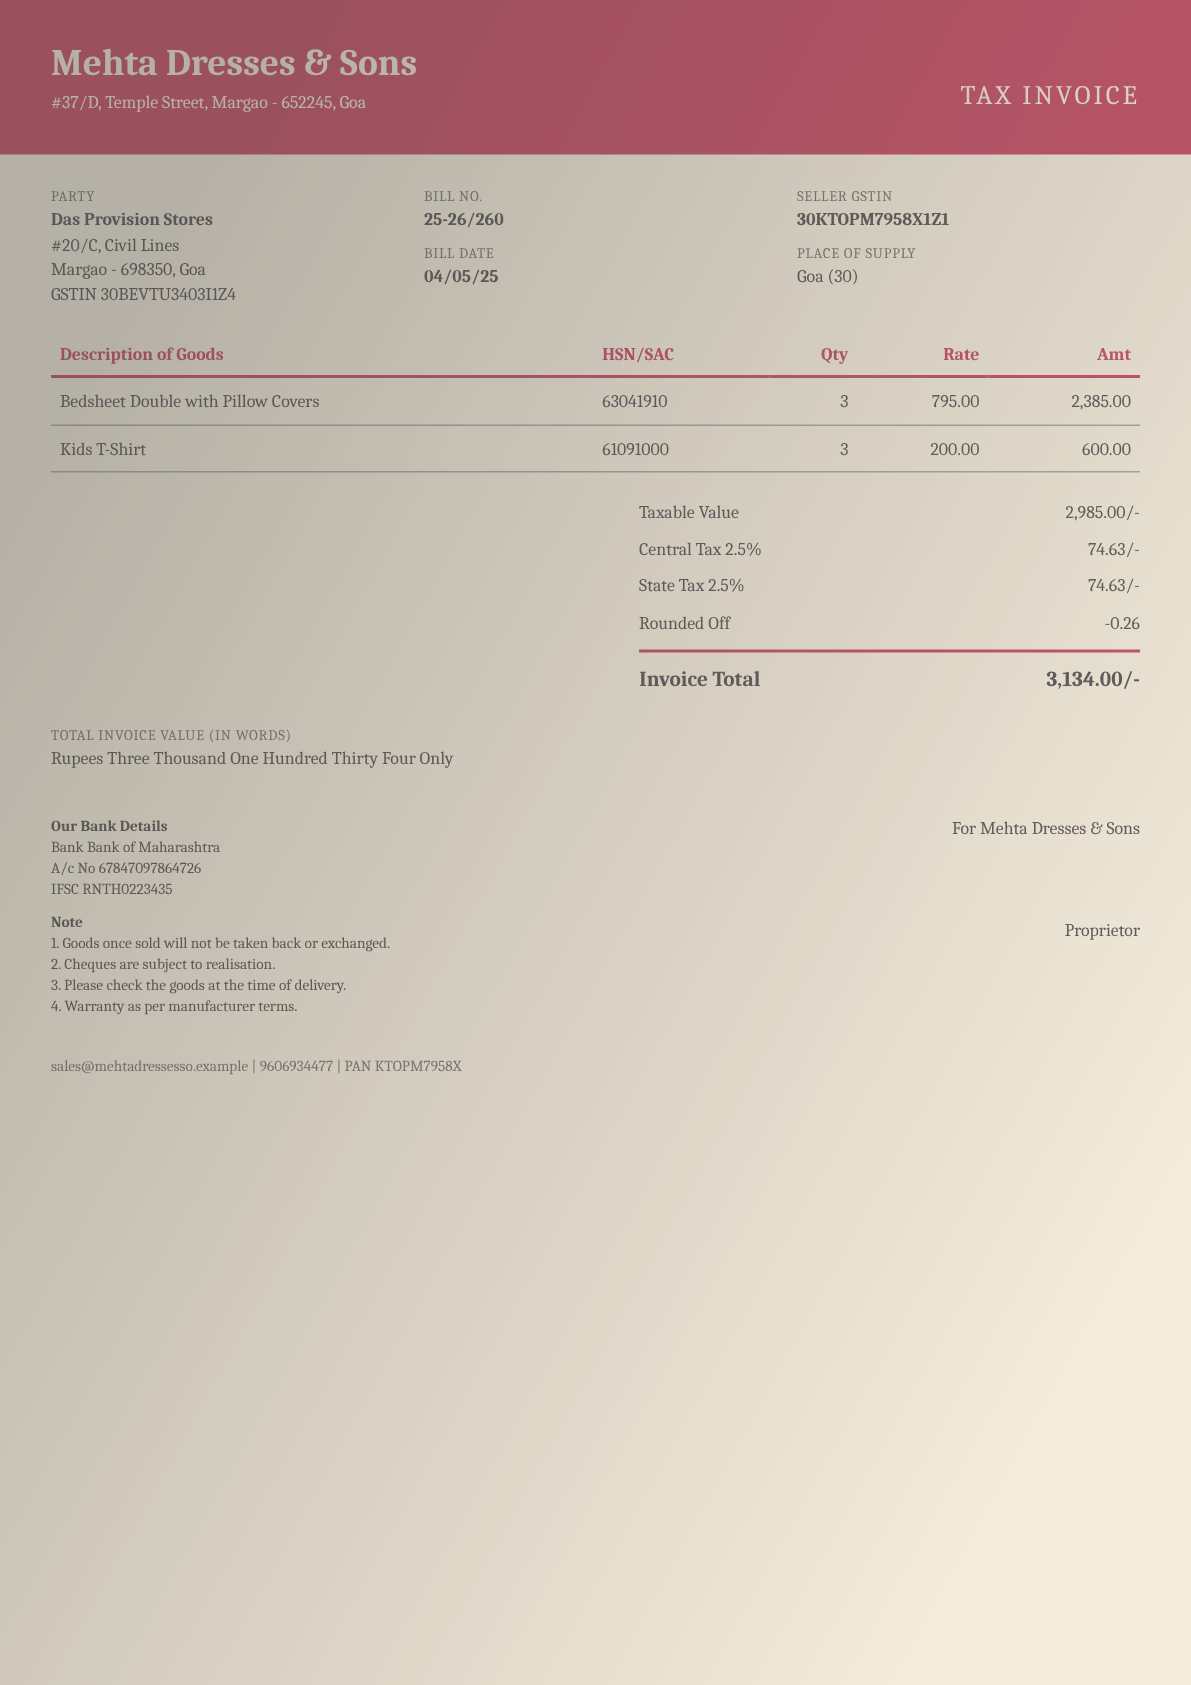 Mehta Dresses & Sons
#37/D, Temple Street, Margao - 652245, Goa
TAX INVOICE
PARTY
Das Provision Stores
#20/C, Civil Lines
Margao - 698350, Goa
GSTIN 30BEVTU3403I1Z4
BILL NO.
25-26/260
BILL DATE
04/05/25
SELLER GSTIN
30KTOPM7958X1Z1
PLACE OF SUPPLY
Goa (30)
Description of Goods HSN/SAC Qty Rate Amt
Bedsheet Double with Pillow Covers 63041910 3 795.00 2,385.00
Kids T-Shirt 61091000 3 200.00 600.00
Taxable Value 2,985.00/-
Central Tax 2.5% 74.63/-
State Tax 2.5% 74.63/-
Rounded Off -0.26
Invoice Total 3,134.00/-
TOTAL INVOICE VALUE (IN WORDS)
Rupees Three Thousand One Hundred Thirty Four Only
Our Bank Details
Bank Bank of Maharashtra
A/c No 67847097864726
IFSC RNTH0223435
Note
1. Goods once sold will not be taken back or exchanged.
2. Cheques are subject to realisation.
3. Please check the goods at the time of delivery.
4. Warranty as per manufacturer terms.
For Mehta Dresses & Sons
Proprietor
sales@mehtadressesso.example | 9606934477 | PAN KTOPM7958X